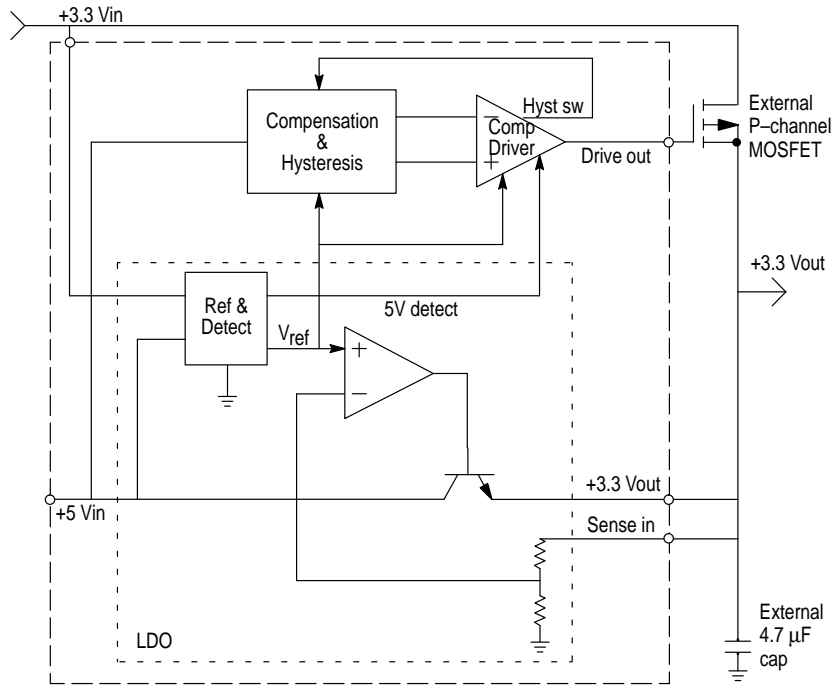 +3.3 Vin
Compensation
&
Hysteresis
Hyst sw
−
Comp
Driver
+
Drive out
External
P–channel
MOSFET
+3.3 Vout
Ref &
Detect
5V detect
Vref
+
−
+3.3 Vout
+5 Vin
Sense in
LDO
External
4.7 μF
cap